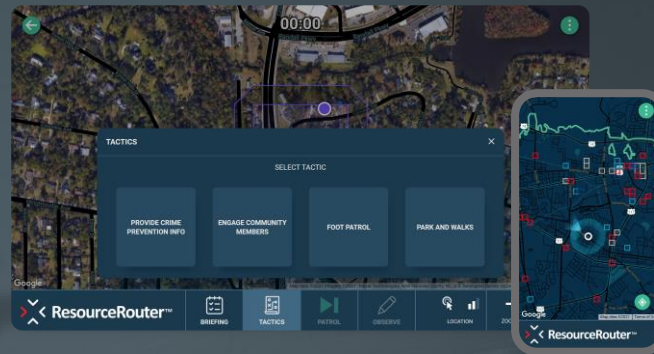 00:00
TACTICS
×
SELECT TACTIC
PROVIDE CRIME
PREVENTION INFO
ENGAGE COMMUNITY
MEMBERS
FOOT PATROL
PARK AND WALKS
Google
ResourceRouter™
BRIEFING
TACTICS
PATROL
OBSERVE
LOCATION
Google
ResourceRouter™